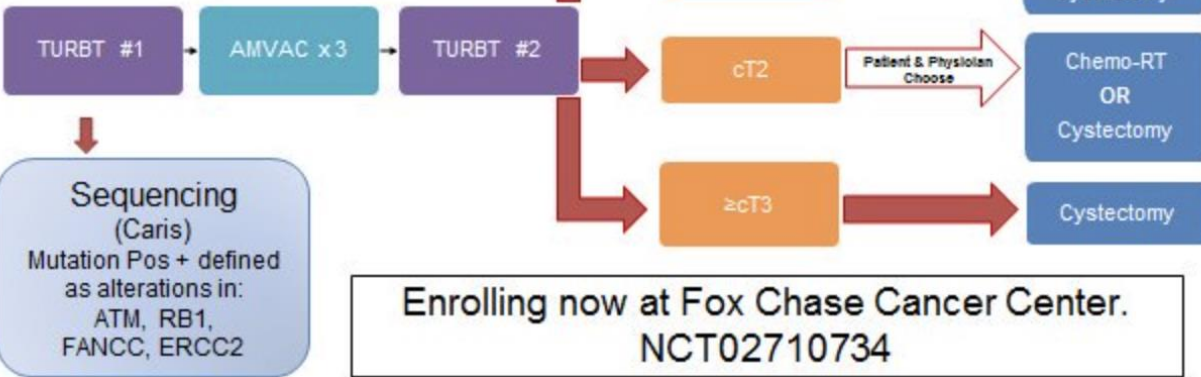 TURBT #1
AMVAC x 3
TURBT #2
cT2
Patient & Physician
Choose
Chemo-RT
OR
Cystectomy
≥cT3
Cystectomy
Sequencing
(Caris)
Mutation Pos + defined
as alterations in:
ATM, RB1,
FANCC, ERCC2
Enrolling now at Fox Chase Cancer Center.
NCT02710734